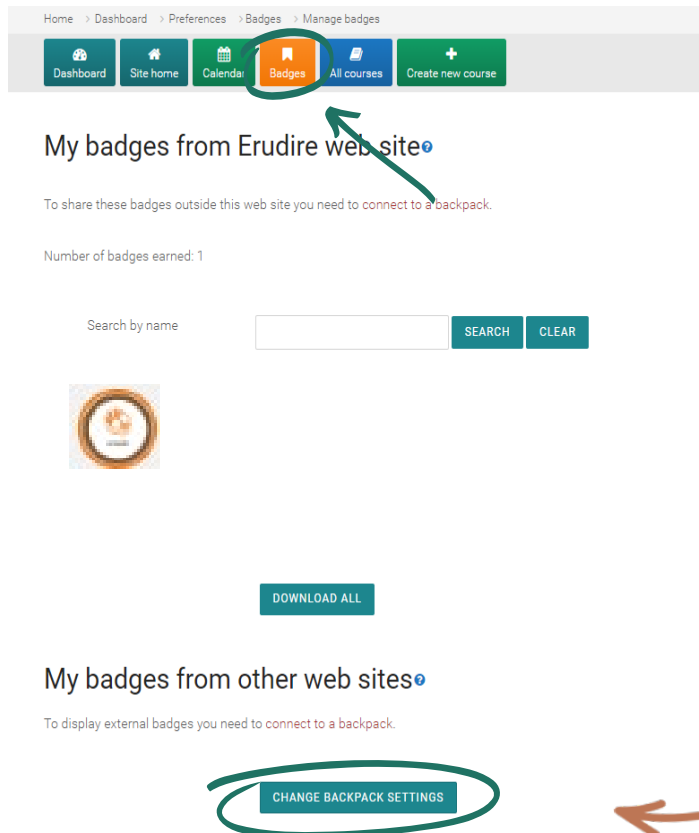 Home > Dashboard > Preferences > Badges > Manage badges
Dashboard Site home Calendar Badges All courses Create new course
My badges from Erudire web site
To share these badges outside this web site you need to connect to a backpack.
Number of badges earned: 1
Search by name SEARCH CLEAR
DOWNLOAD ALL
My badges from other web sites
To display external badges you need to connect to a backpack.
CHANGE BACKPACK SETTINGS